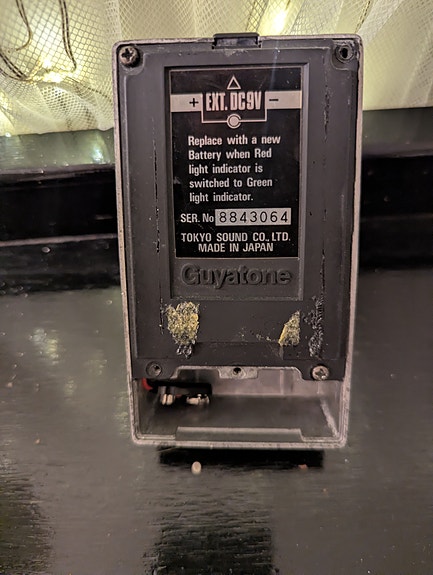 + EXT. DC9V −
Replace with a new
Battery when Red
light indicator is
switched to Green
light indicator.
SER. No 8843064
TOKYO SOUND CO., LTD.
MADE IN JAPAN
Guyatone